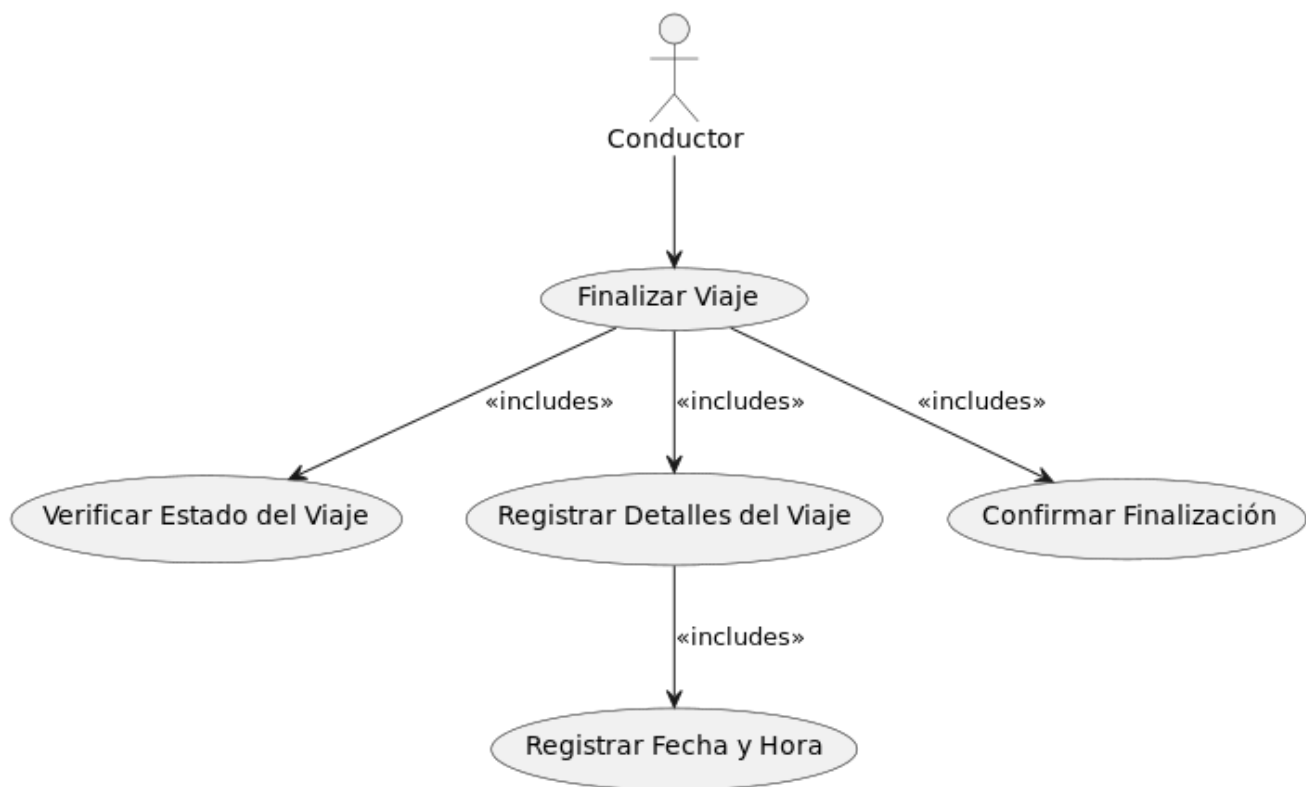 Conductor
Finalizar Viaje
«includes»
«includes»
«includes»
Verificar Estado del Viaje
Registrar Detalles del Viaje
Confirmar Finalización
«includes»
Registrar Fecha y Hora